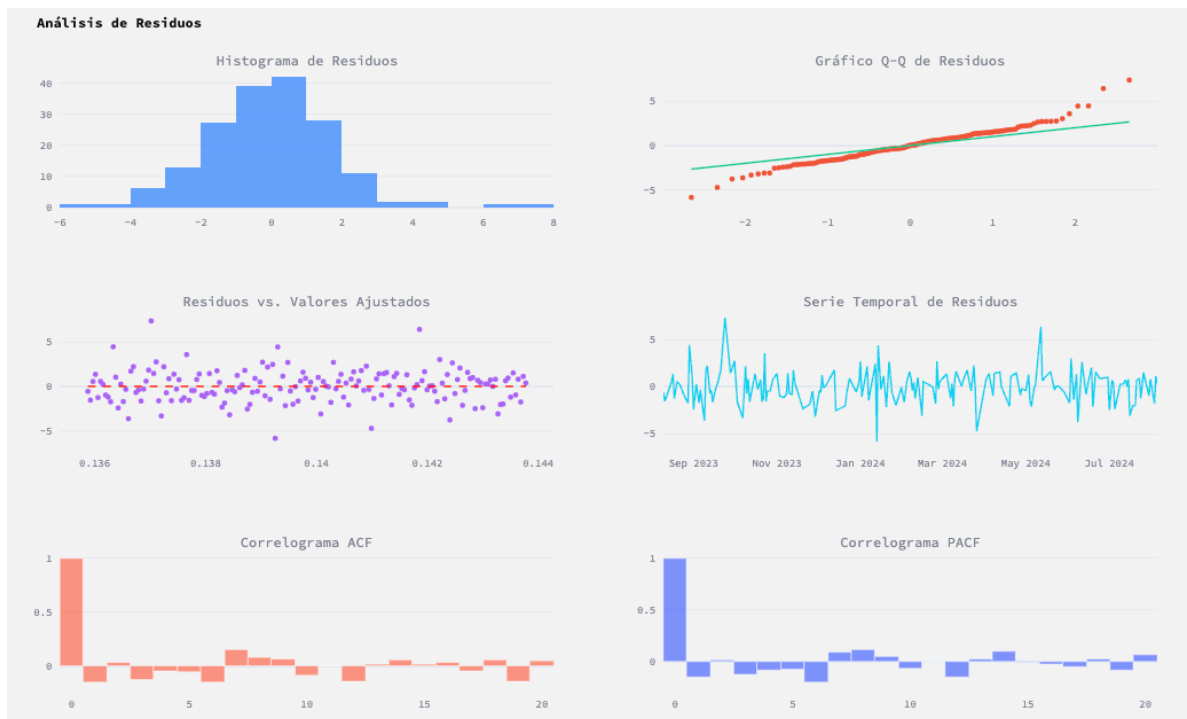 Análisis de Residuos
Histograma de Residuos
40
30
20
10
0
−6 −4 −2 0 2 4 6 8
Gráfico Q-Q de Residuos
5
0
−5
−2 −1 0 1 2
Residuos vs. Valores Ajustados
5
0
−5
0.136 0.138 0.14 0.142 0.144
Serie Temporal de Residuos
5
0
−5
Sep 2023 Nov 2023 Jan 2024 Mar 2024 May 2024 Jul 2024
Correlograma ACF
1
0.5
0
0 5 10 15 20
Correlograma PACF
1
0.5
0
0 5 10 15 20